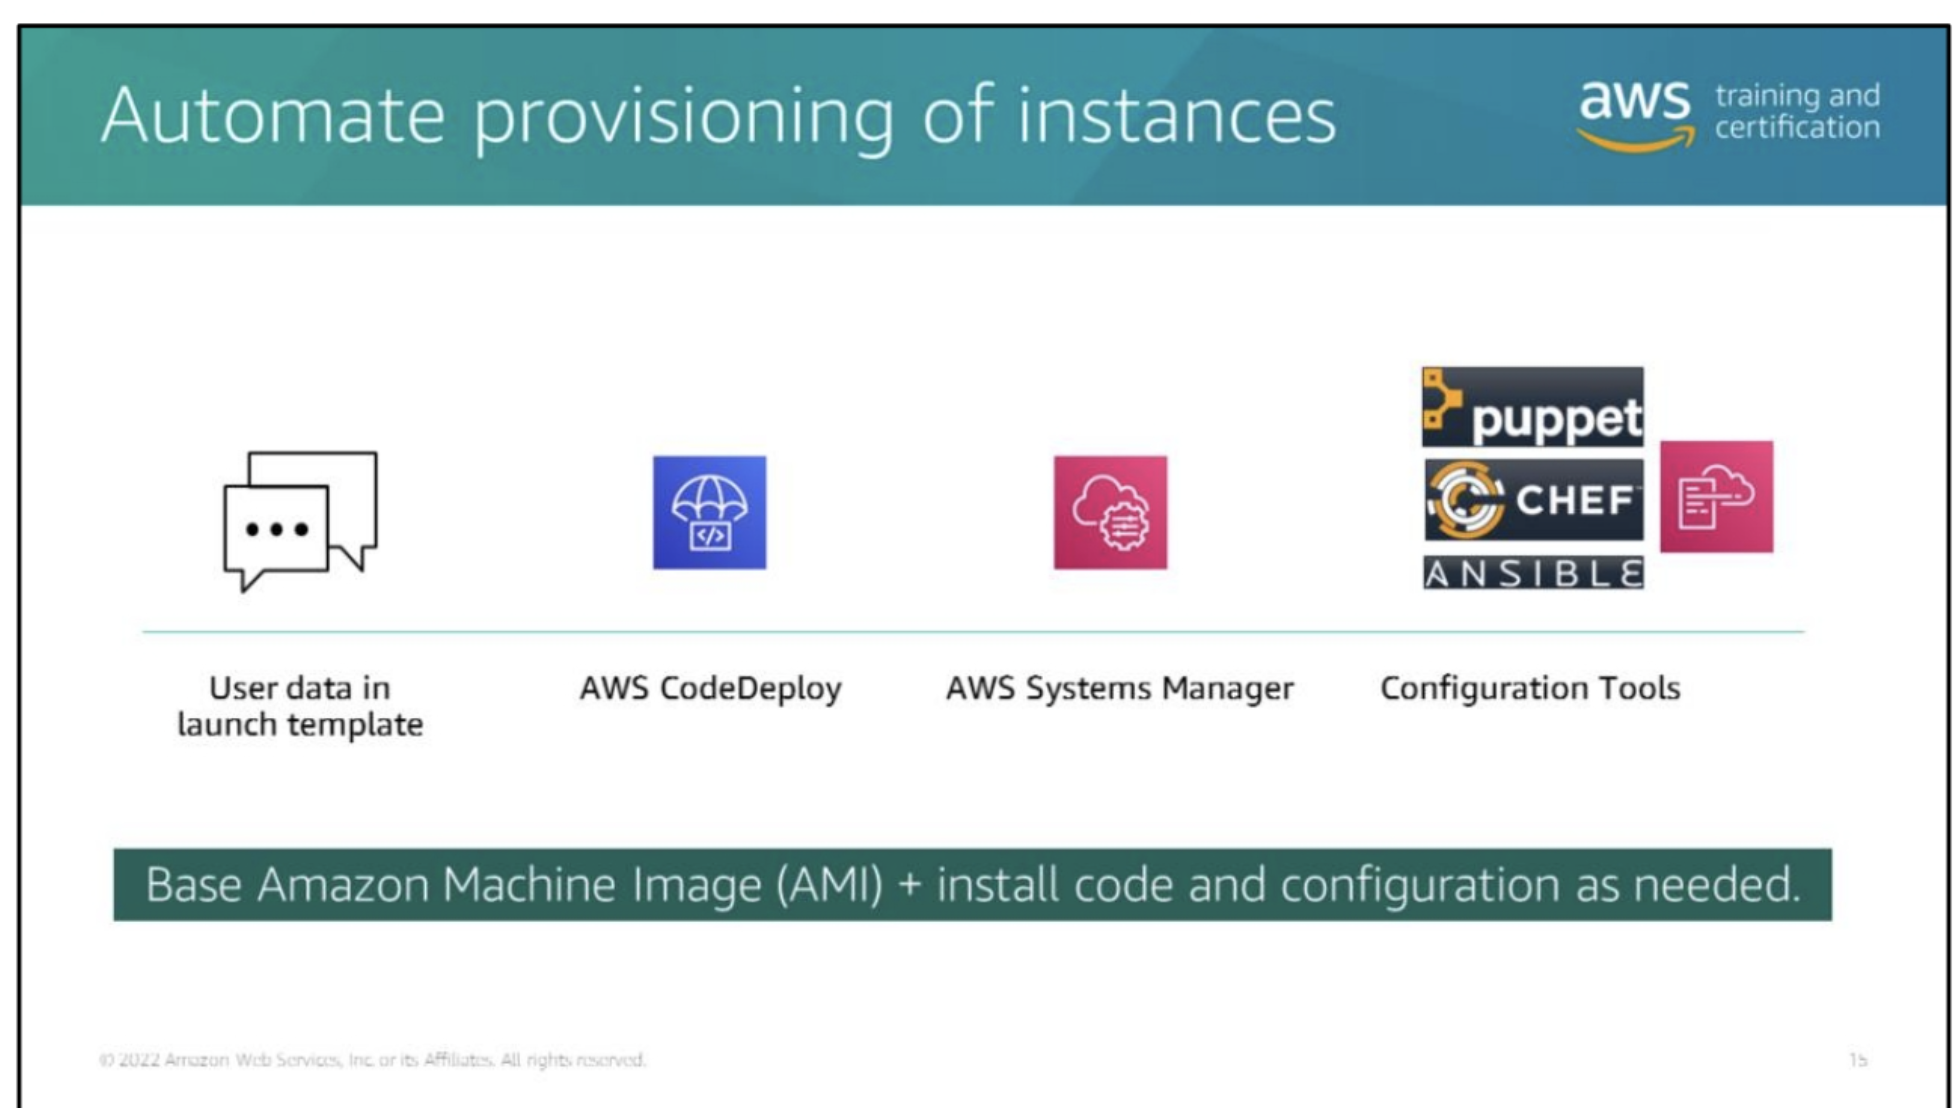 Automate provisioning of instances
aws training and
certification
puppet
CHEF
ANSIBLE
User data in
launch template
AWS CodeDeploy
AWS Systems Manager
Configuration Tools
Base Amazon Machine Image (AMI) + install code and configuration as needed.
© 2022 Amazon Web Services, Inc. or its Affiliates. All rights reserved.
15